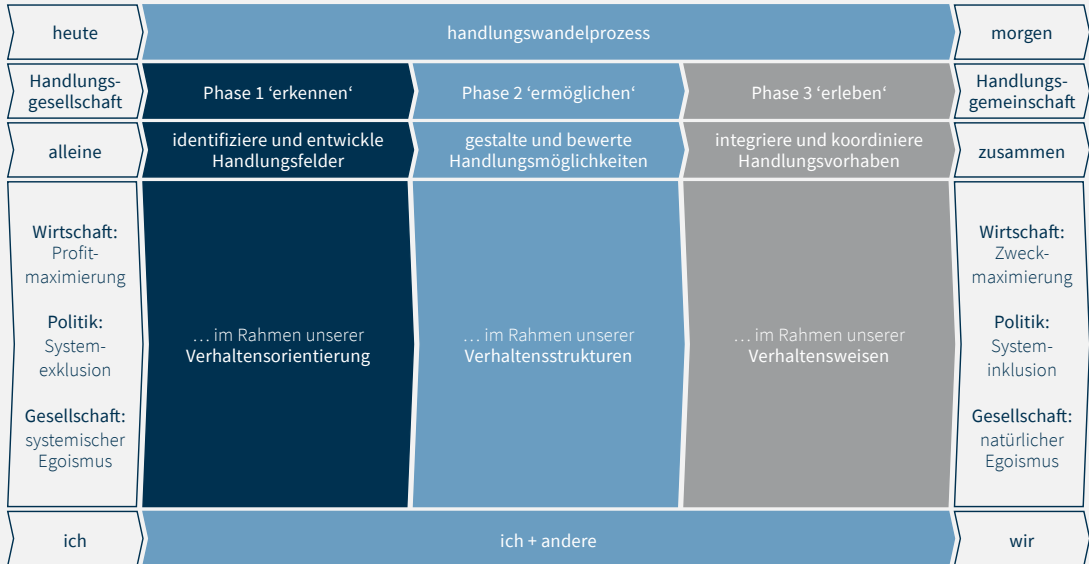 heute
handlungswandelprozess
morgen
Handlungs-
gesellschaft
Phase 1 ‘erkennen‘
Phase 2 ‘ermöglichen‘
Phase 3 ‘erleben‘
Handlungs-
gemeinschaft
alleine
identifiziere und entwickle
Handlungsfelder
gestalte und bewerte
Handlungsmöglichkeiten
integriere und koordiniere
Handlungsvorhaben
zusammen
Wirtschaft:
Profit-
maximierung
Politik:
System-
exklusion
Gesellschaft:
systemischer
Egoismus
… im Rahmen unserer
Verhaltensorientierung
… im Rahmen unserer
Verhaltensstrukturen
… im Rahmen unserer
Verhaltensweisen
Wirtschaft:
Zweck-
maximierung
Politik:
System-
inklusion
Gesellschaft:
natürlicher
Egoismus
ich
ich + andere
wir